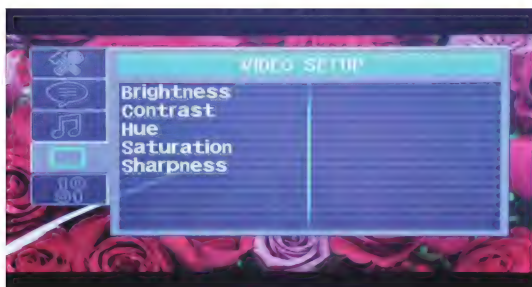 VIDEO SETUP
Brightness
Contrast
Hue
Saturation
Sharpness